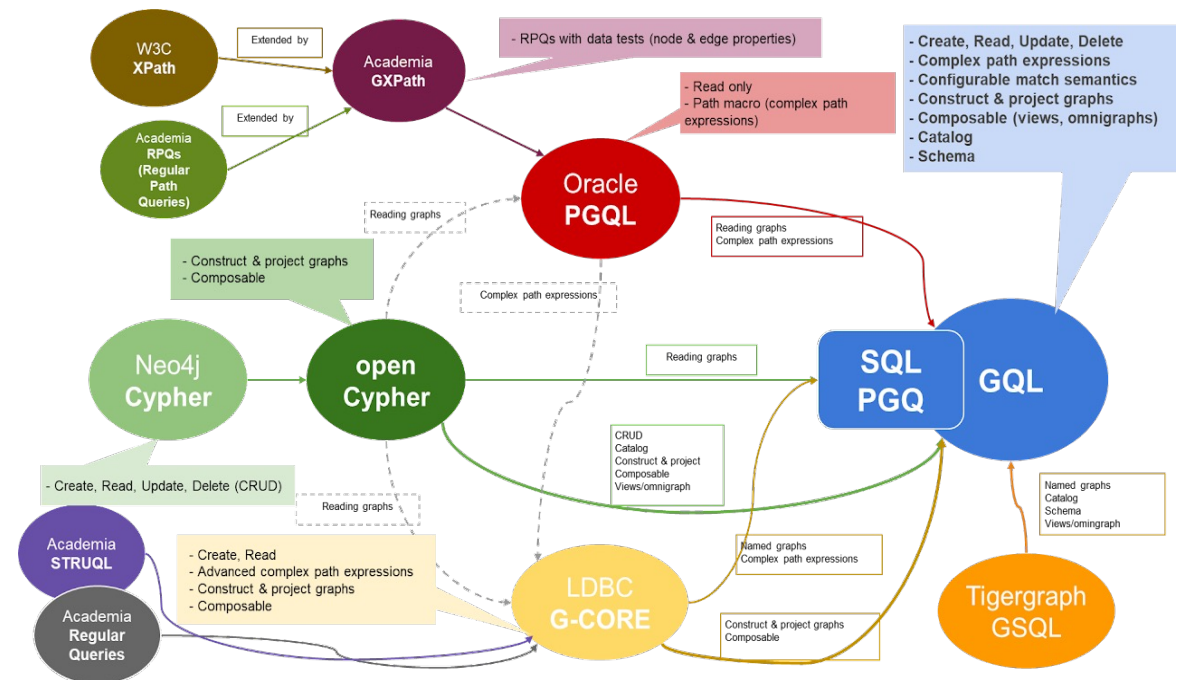 W3C
XPath
Extended by
Academia
GXPath
- RPQs with data tests (node & edge properties)
- Create, Read, Update, Delete
- Complex path expressions
- Configurable match semantics
- Construct & project graphs
- Composable (views, omnigraphs)
- Catalog
- Schema
- Read only
- Path macro (complex path
expressions)
Extended by
Academia
RPQs
(Regular
Path
Queries)
Oracle
PGQL
Reading graphs
Reading graphs
Complex path expressions
- Construct & project graphs
- Composable
Complex path expressions
Neo4j
Cypher
open
Cypher
Reading graphs
SQL
PGQ
GQL
CRUD
Catalog
Construct & project
Composable
Views/omnigraph
- Create, Read, Update, Delete (CRUD)
Reading graphs
Named graphs
Catalog
Schema
Views/omingraph
Academia
STRUQL
- Create, Read
- Advanced complex path expressions
- Construct & project graphs
- Composable
Named graphs
Complex path expressions
LDBC
G-CORE
Academia
Regular
Queries
Construct & project graphs
Composable
Tigergraph
GSQL